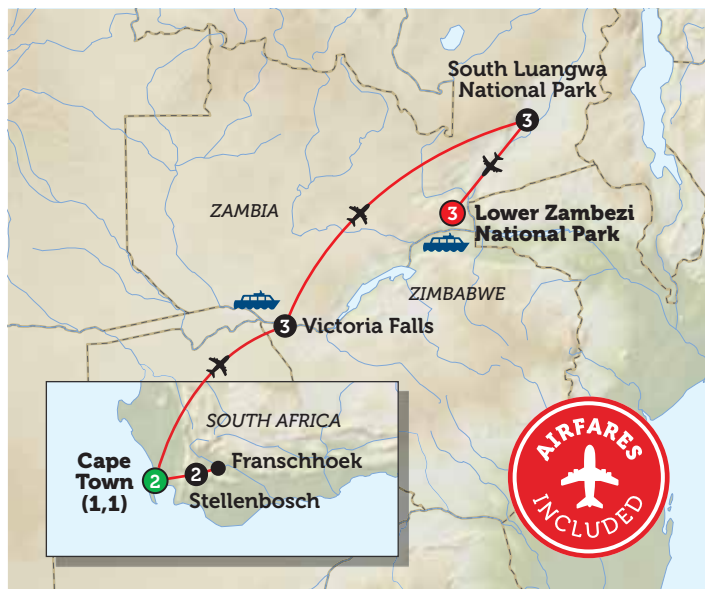 South Luangwa
National Park
3
ZAMBIA
3
Lower Zambezi
National Park
ZIMBABWE
3
Victoria Falls
SOUTH AFRICA
Cape
Town
(1,1)
2
2
Franschhoek
Stellenbosch
AIRFARES
INCLUDED